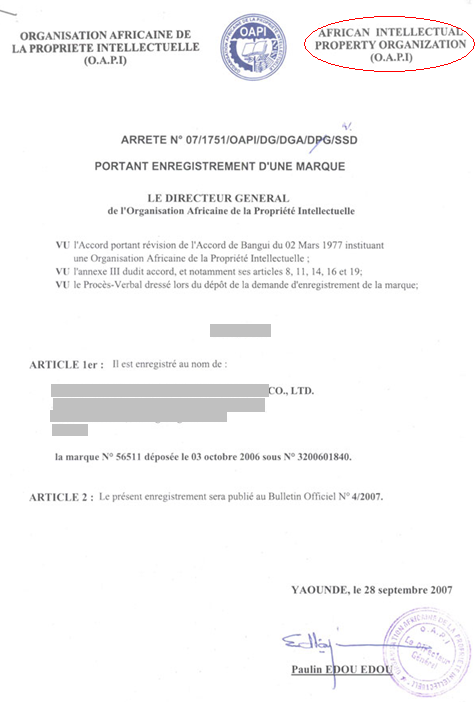 ORGANISATION AFRICAINE DE
LA PROPRIETE INTELLECTUELLE
(O.A.P.I)
OAPI
AFRICAN INTELLECTUAL
PROPERTY ORGANIZATION
(O.A.P.I)
ARRETE N° 07/1751/OAPI/DG/DGA/DPG/SSD
PORTANT ENREGISTREMENT D'UNE MARQUE
LE DIRECTEUR GENERAL
de l'Organisation Africaine de la Propriété Intellectuelle
VU l'Accord portant révision de l'Accord de Bangui du 02 Mars 1977 instituant
une Organisation Africaine de la Propriété Intellectuelle ;
VU l'annexe III dudit accord, et notamment ses articles 8, 11, 14, 16 et 19;
VU le Procès-Verbal dressé lors du dépôt de la demande d'enregistrement de la marque;
ARTICLE 1er : Il est enregistré au nom de :
CO., LTD.
la marque N° 56511 déposée le 03 octobre 2006 sous N° 3200601840.
ARTICLE 2 : Le présent enregistrement sera publié au Bulletin Officiel N° 4/2007.
YAOUNDE, le 28 septembre 2007
O.A.P.I
Le Directeur
Général
Paulin EDOU EDOU